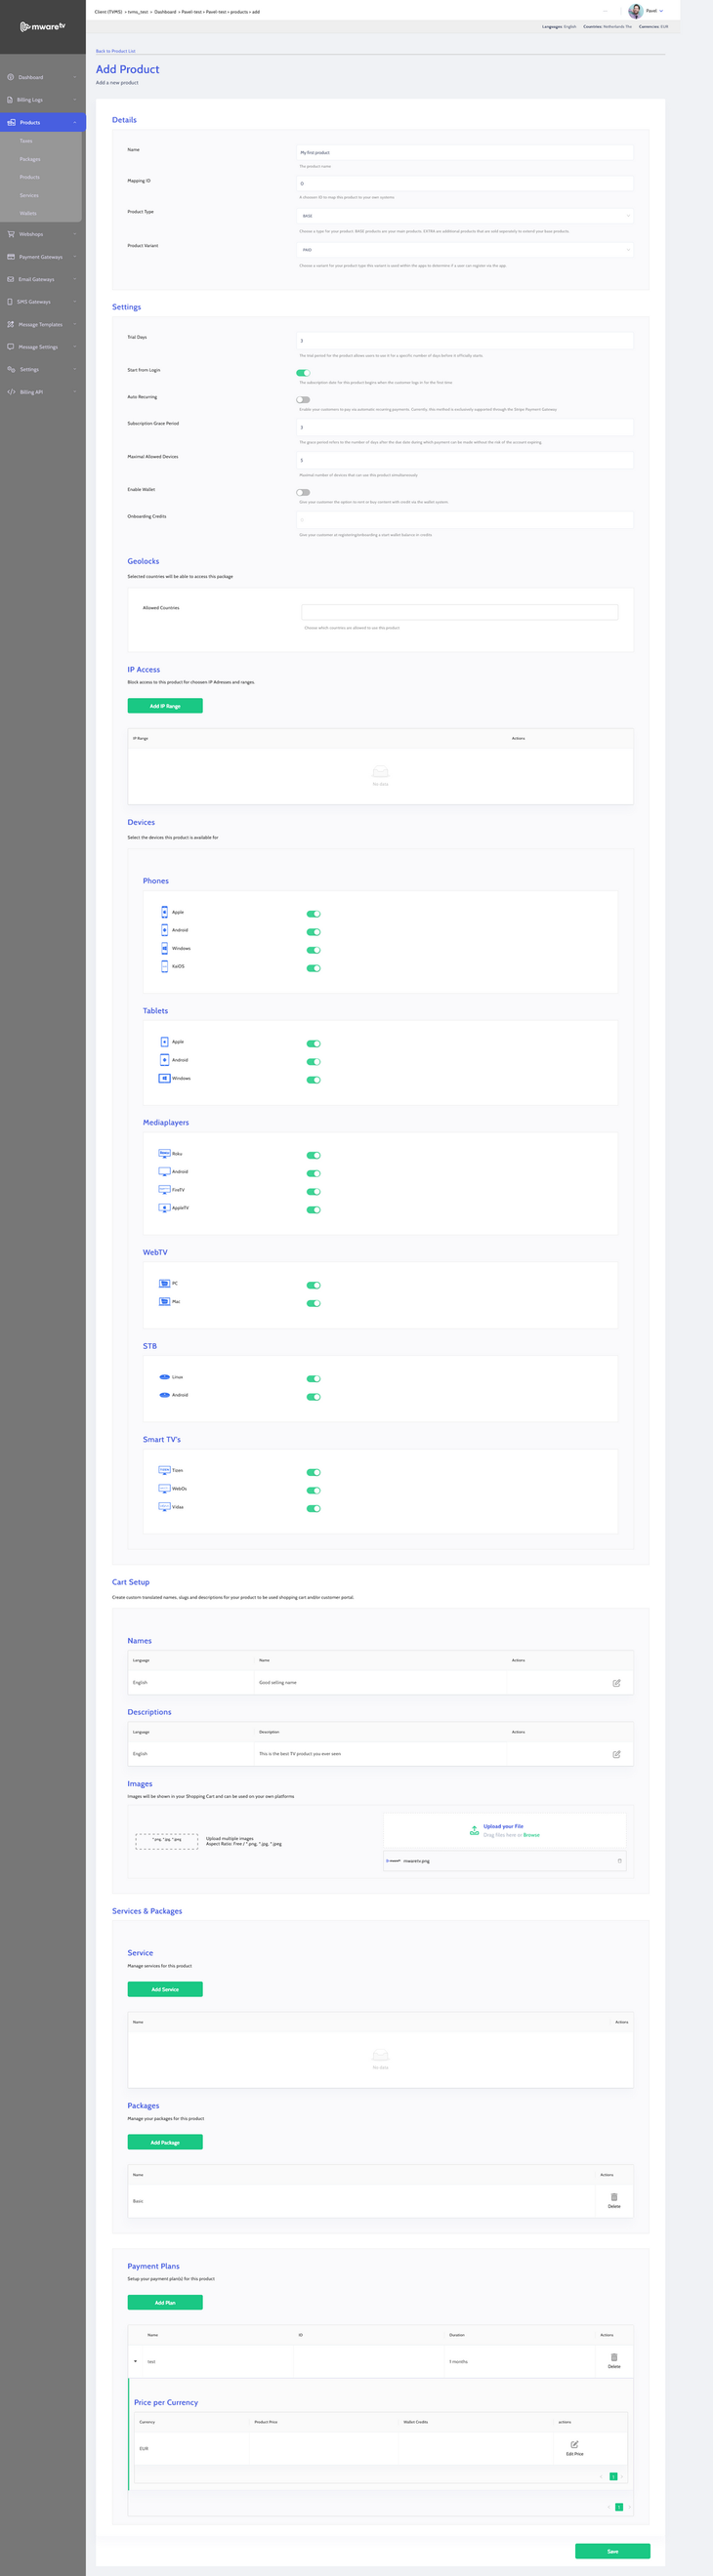 mwaretv
Client (TVMS) > tvms_test > Dashboard > Pavel-test > Pavel-test > products > add
Pavel
Languages: English Countries: Netherlands The Currencies: EUR
Dashboard
Billing Logs
Products
Taxes
Packages
Products
Services
Wallets
Webshops
Payment Gateways
Email Gateways
SMS Gateways
Message Templates
Message Settings
Settings
Billing API
Back to Product List
Add Product
Add a new product
Details
Name
My first product
The product name
Mapping ID
0
A choosen ID to map this product to your own systems
Product Type
BASE
Choose a type for your product. BASE products are your main products. EXTRA are additional products that are sold separately to extend your base products.
Product Variant
PAID
Choose a variant for your product type this variant is used within the apps to determine if a user can register via the app.
Settings
Trial Days
3
The trial period for the product allows users to use it for a specific number of days before it officially starts.
Start from Login
The subscription date for this product begins when the customer logs in for the first time
Auto Recurring
Enable your customers to pay via automatic recurring payments. Currently, this method is exclusively supported through the Stripe Payment Gateway
Subscription Grace Period
3
The grace period refers to the number of days after the due date during which payment can be made without the risk of the account expiring
Maximal Allowed Devices
3
Maximal number of devices that can use this product simultaneously
Enable Wallet
Give your customer the option to rent or buy content with credit via the wallet system
Onboarding Credits
Give your customer at registering/onboarding a start wallet balance in credits
Geolocks
Selected countries will be able to access this package
Allowed Countries
Choose which countries are allowed to use this product
IP Access
Block access to this product for choosen IP Adresses and ranges.
Add IP Range
IP Range Actions
No data
Devices
Select the devices this product is available for
Phones
Apple
Android
Windows
KaiOS
Tablets
Apple
Android
Windows
Mediaplayers
Roku
Android
FireTV
AppleTV
WebTV
PC
Mac
STB
Linux
Android
Smart TV's
Tizen
WebOs
Vidaa
Cart Setup
Create custom translated names, slugs and descriptions for your product to be used shopping cart and/or customer portal.
Names
Language Name Actions
English Good selling name
Descriptions
Language Description Actions
English This is the best TV product you ever seen
Images
Images will be shown in your Shopping Cart and can be used on your own platforms
*.png, *.jpg, *.jpeg
Upload multiple images
Aspect Ratio: Free / *.png, *.jpg, *.jpeg
Upload your File
Drag files here or Browse
mwaretv.png
Services & Packages
Service
Manage services for this product
Add Service
Name Actions
No data
Packages
Manage your packages for this product
Add Package
Name Actions
Basic
Delete
Payment Plans
Setup your payment plan(s) for this product
Add Plan
Name ID Duration Actions
test 1 months
Delete
Price per Currency
Currency Product Price Wallet Credits actions
EUR
Edit Price
1
1
Save